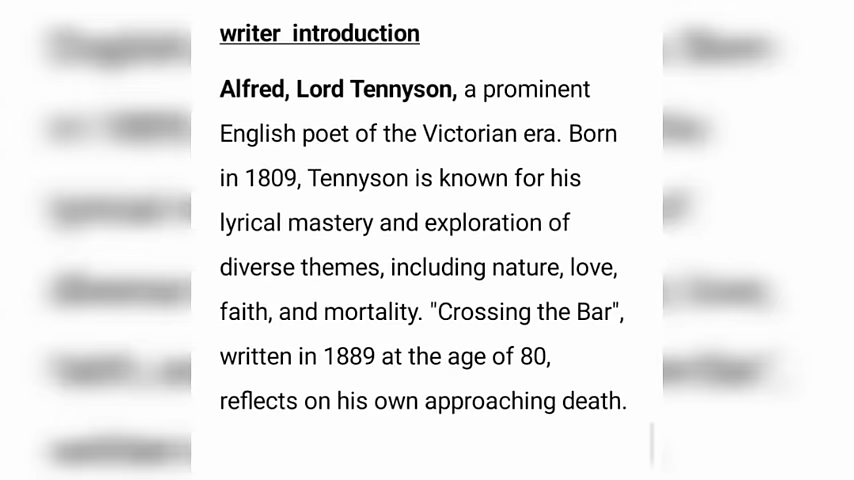 writer introduction
Alfred, Lord Tennyson, a prominent
English poet of the Victorian era. Born
in 1809, Tennyson is known for his
lyrical mastery and exploration of
diverse themes, including nature, love,
faith, and mortality. "Crossing the Bar",
written in 1889 at the age of 80,
reflects on his own approaching death.